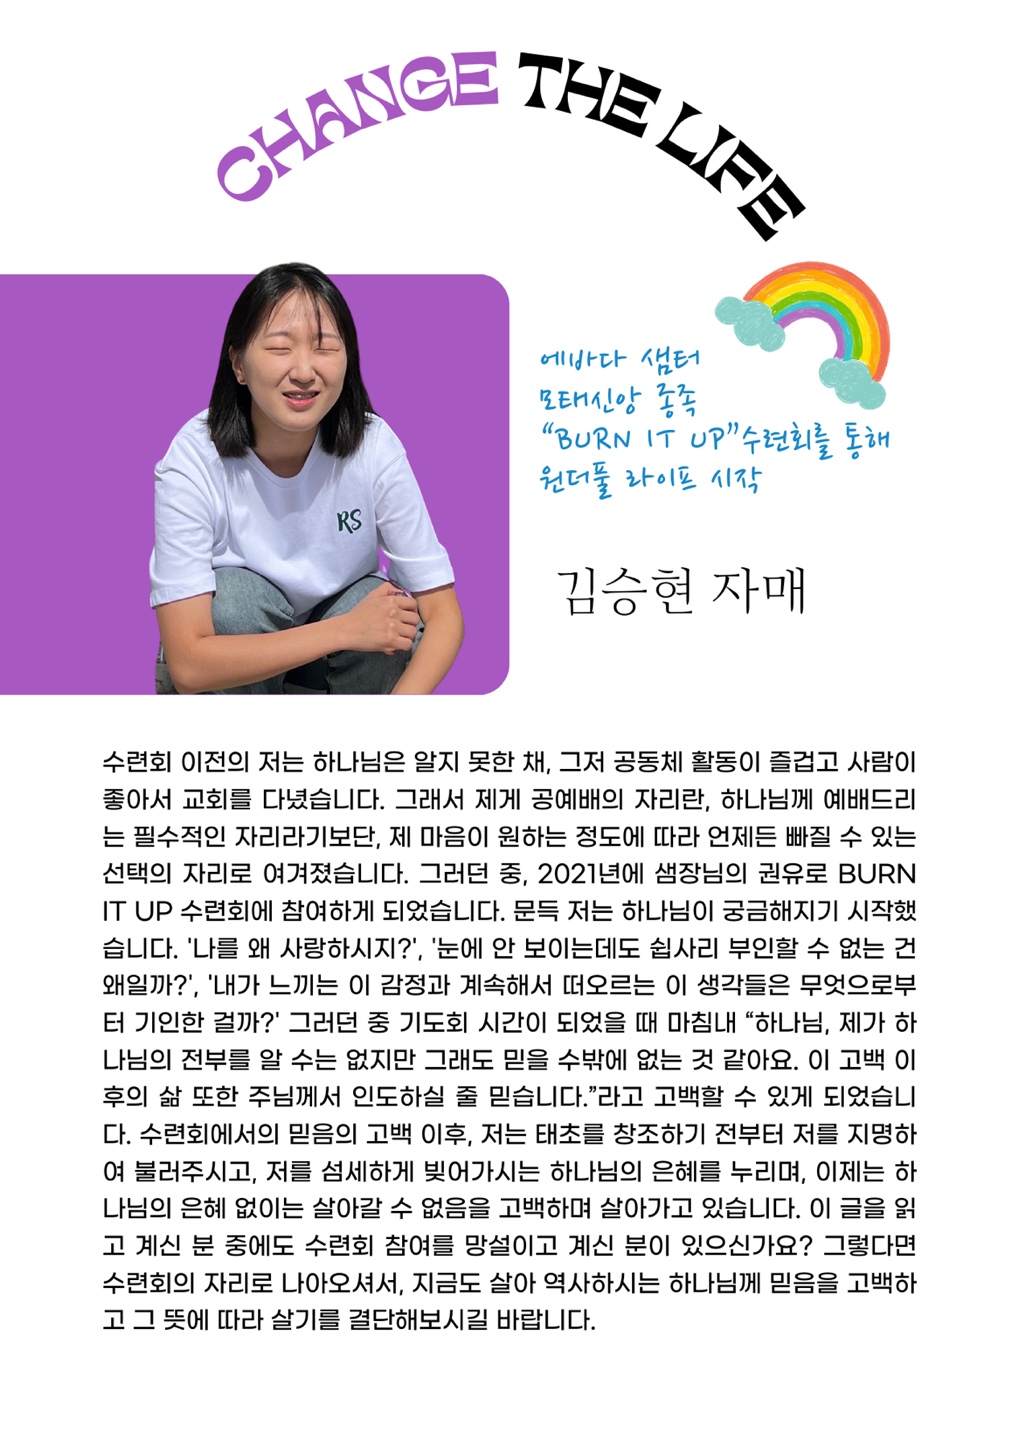 CHANGE THE LIFE
에바다 샘터
모태신앙 종족
“BURN IT UP”수련회를 통해
원더풀 라이프 시작
RS
김승현 자매
수련회 이전의 저는 하나님은 알지 못한 채, 그저 공동체 활동이 즐겁고 사람이
좋아서 교회를 다녔습니다. 그래서 제게 공예배의 자리란, 하나님께 예배드리
는 필수적인 자리라기보단, 제 마음이 원하는 정도에 따라 언제든 빠질 수 있는
선택의 자리로 여겨졌습니다. 그러던 중, 2021년에 샘장님의 권유로 BURN
IT UP 수련회에 참여하게 되었습니다. 문득 저는 하나님이 궁금해지기 시작했
습니다. '나를 왜 사랑하시지?', '눈에 안 보이는데도 쉽사리 부인할 수 없는 건
왜일까?', '내가 느끼는 이 감정과 계속해서 떠오르는 이 생각들은 무엇으로부
터 기인한 걸까?' 그러던 중 기도회 시간이 되었을 때 마침내 “하나님, 제가 하
나님의 전부를 알 수는 없지만 그래도 믿을 수밖에 없는 것 같아요. 이 고백 이
후의 삶 또한 주님께서 인도하실 줄 믿습니다.”라고 고백할 수 있게 되었습니
다. 수련회에서의 믿음의 고백 이후, 저는 태초를 창조하기 전부터 저를 지명하
여 불러주시고, 저를 섬세하게 빚어가시는 하나님의 은혜를 누리며, 이제는 하
나님의 은혜 없이는 살아갈 수 없음을 고백하며 살아가고 있습니다. 이 글을 읽
고 계신 분 중에도 수련회 참여를 망설이고 계신 분이 있으신가요? 그렇다면
수련회의 자리로 나아오셔서, 지금도 살아 역사하시는 하나님께 믿음을 고백하
고 그 뜻에 따라 살기를 결단해보시길 바랍니다.